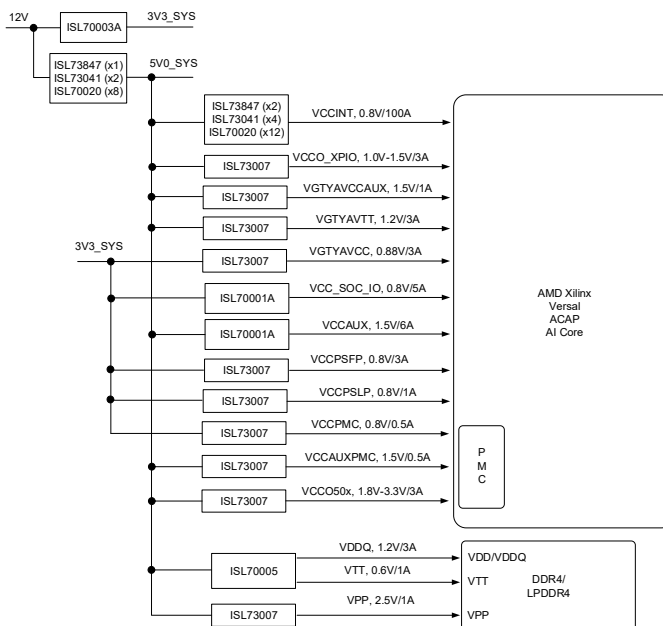 12V
ISL70003A
3V3_SYS
ISL73847 (x1)
ISL73041 (x2)
ISL70020 (x8)
5V0_SYS
ISL73847 (x2)
ISL73041 (x4)
ISL70020 (x12)
VCCINT, 0.8V/100A
ISL73007
VCCO_XPIO, 1.0V-1.5V/3A
ISL73007
VGTYAVCCAUX, 1.5V/1A
ISL73007
VGTYAVTT, 1.2V/3A
3V3_SYS
ISL73007
VGTYAVCC, 0.88V/3A
ISL70001A
VCC_SOC_IO, 0.8V/5A
ISL70001A
VCCAUX, 1.5V/6A
ISL73007
VCCPSFP, 0.8V/3A
ISL73007
VCCPSLP, 0.8V/1A
ISL73007
VCCPMC, 0.8V/0.5A
ISL73007
VCCAUXPMC, 1.5V/0.5A
ISL73007
VCCO50x, 1.8V-3.3V/3A
AMD Xilinx
Versal
ACAP
AI Core
P
M
C
ISL70005
VDDQ, 1.2V/3A
VTT, 0.6V/1A
ISL73007
VPP, 2.5V/1A
VDD/VDDQ
VTT
VPP
DDR4/
LPDDR4